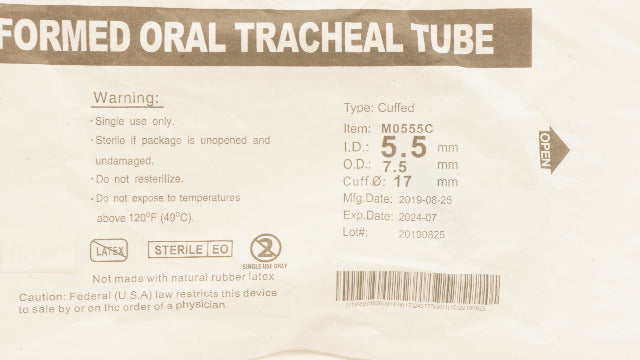 FORMED ORAL TRACHEAL TUBE
Warning:
· Single use only.
· Sterile if package is unopened and
undamaged.
· Do not resterilize.
· Do not expose to temperatures
above 120⁰F (49⁰C).
LATEX
STERILE EO
2
SINGLE USE ONLY
Not made with natural rubber latex
Caution: Federal (U.S.A) law restricts this device
to sale by or on the order of a physician.
Type: Cuffed
Item: M0555C
I.D.: 5.5 mm
O.D.: 7.5 mm
Cuff Ø: 17 mm
Mfg.Date: 2019-08-25
Exp.Date: 2024-07
Lot#: 20190825
OPEN